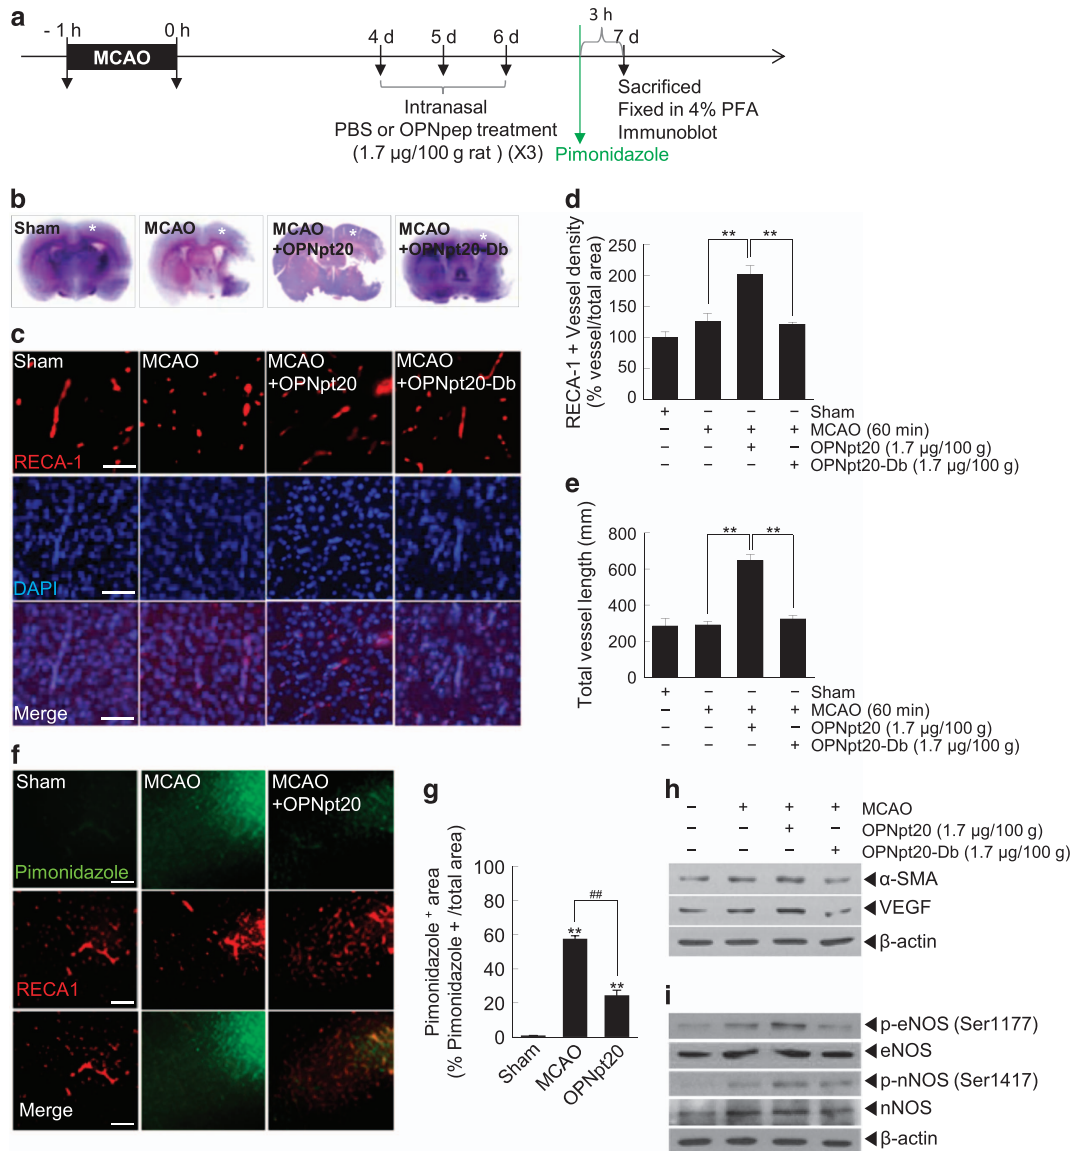 a
- 1 h
0 h
MCAO
4 d
5 d
6 d
3 h
7 d
Intranasal
PBS or OPNpep treatment
(1.7 µg/100 g rat ) (X3)
Pimonidazole
Sacrificed
Fixed in 4% PFA
Immunoblot
b
Sham
*
MCAO
*
MCAO
+OPNpt20
*
MCAO
+OPNpt20-Db
*
c
Sham
MCAO
MCAO
+OPNpt20
MCAO
+OPNpt20-Db
RECA-1
DAPI
Merge
d
RECA-1 + Vessel density
(% vessel/total area)
250
200
150
100
50
0
** **
+ – – – Sham
– + + + MCAO (60 min)
– – + – OPNpt20 (1.7 µg/100 g)
– – – + OPNpt20-Db (1.7 µg/100 g)
e
Total vessel length (mm)
800
600
400
200
0
** **
+ – – – Sham
– + + + MCAO (60 min)
– – + – OPNpt20 (1.7 µg/100 g)
– – – + OPNpt20-Db (1.7 µg/100 g)
f
Sham
MCAO
MCAO
+OPNpt20
Pimonidazole
RECA1
Merge
g
Pimonidazole + area
(% Pimonidazole + /total area)
100
80
60
40
20
0
##
**
**
Sham
MCAO
OPNpt20
h
– + + + MCAO
– – + – OPNpt20 (1.7 µg/100 g)
– – – + OPNpt20-Db (1.7 µg/100 g)
α-SMA
VEGF
β-actin
i
p-eNOS (Ser1177)
eNOS
p-nNOS (Ser1417)
nNOS
β-actin